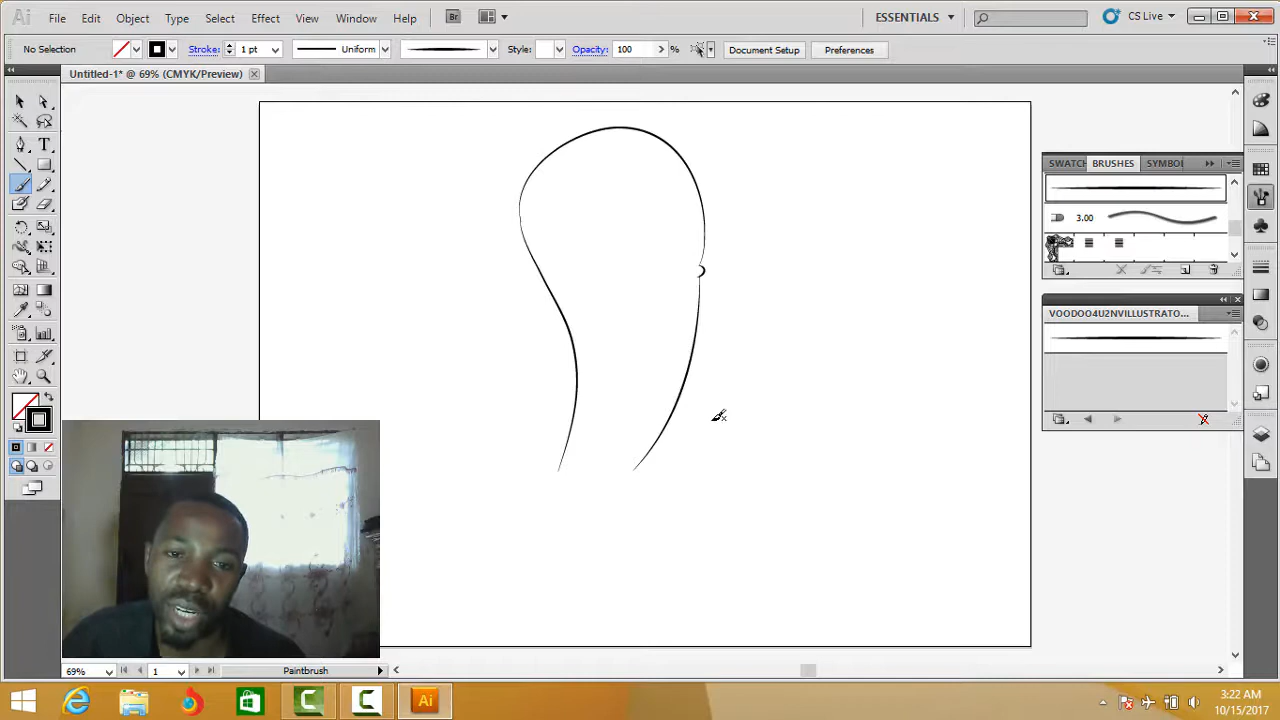 Ai File Edit Object Type Select Effect View Window Help Br ESSENTIALS CS Live
No Selection Stroke: 1 pt Uniform Style: Opacity: 100 % Document Setup Preferences
Untitled-1* @ 69% (CMYK/Preview)
SWATCH BRUSHES SYMBOL
3.00
VOODOO4U2NVILLUSTRATO...
69% 1 Paintbrush
Ai
3:22 AM
10/15/2017